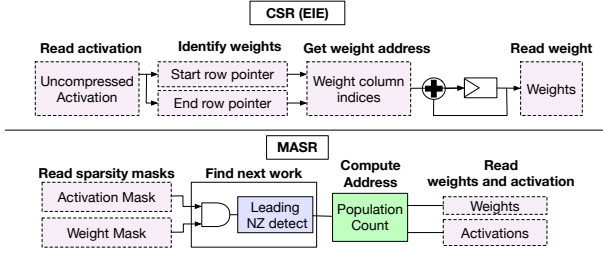 CSR (EIE)
Read activation
Identify weights
Get weight address
Read weight
Uncompressed
Activation
Start row pointer
End row pointer
Weight column
indices
Weights
MASR
Read sparsity masks
Find next work
Compute
Address
Read
weights and activation
Activation Mask
Weight Mask
Leading
NZ detect
Population
Count
Weights
Activations